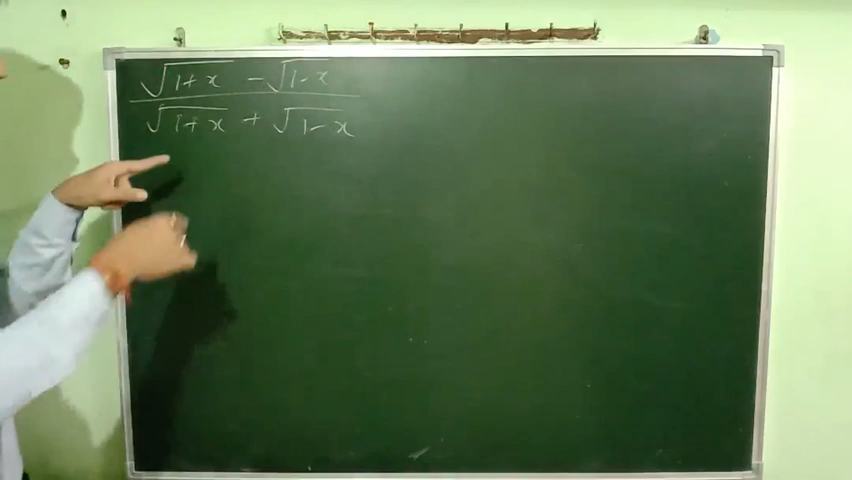 √1+x - √1-x
√1+x + √1-x